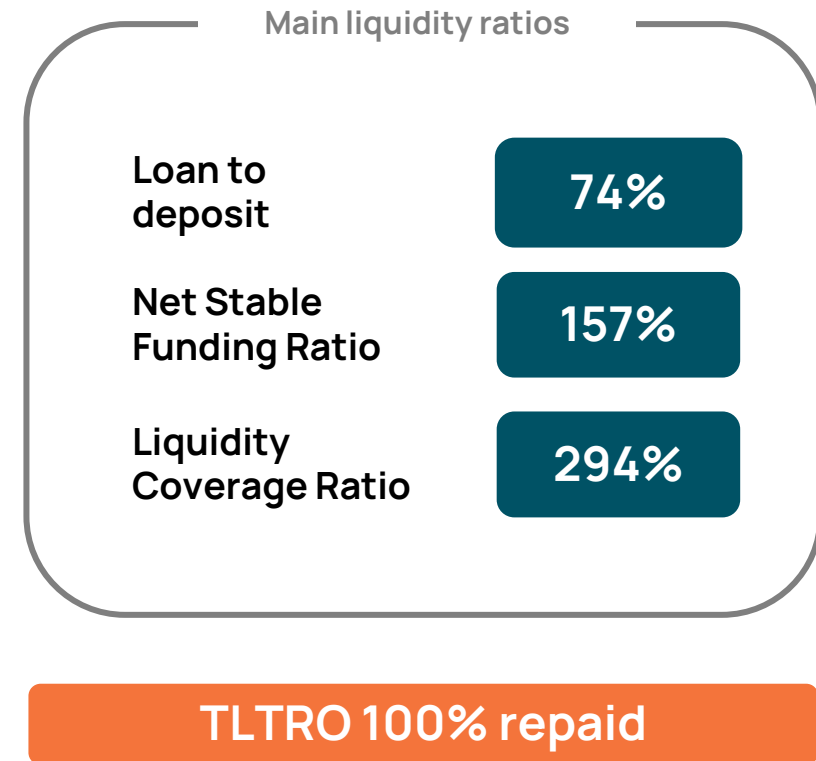 Main liquidity ratios
Loan to
deposit
74%
Net Stable
Funding Ratio
157%
Liquidity
Coverage Ratio
294%
TLTRO 100% repaid